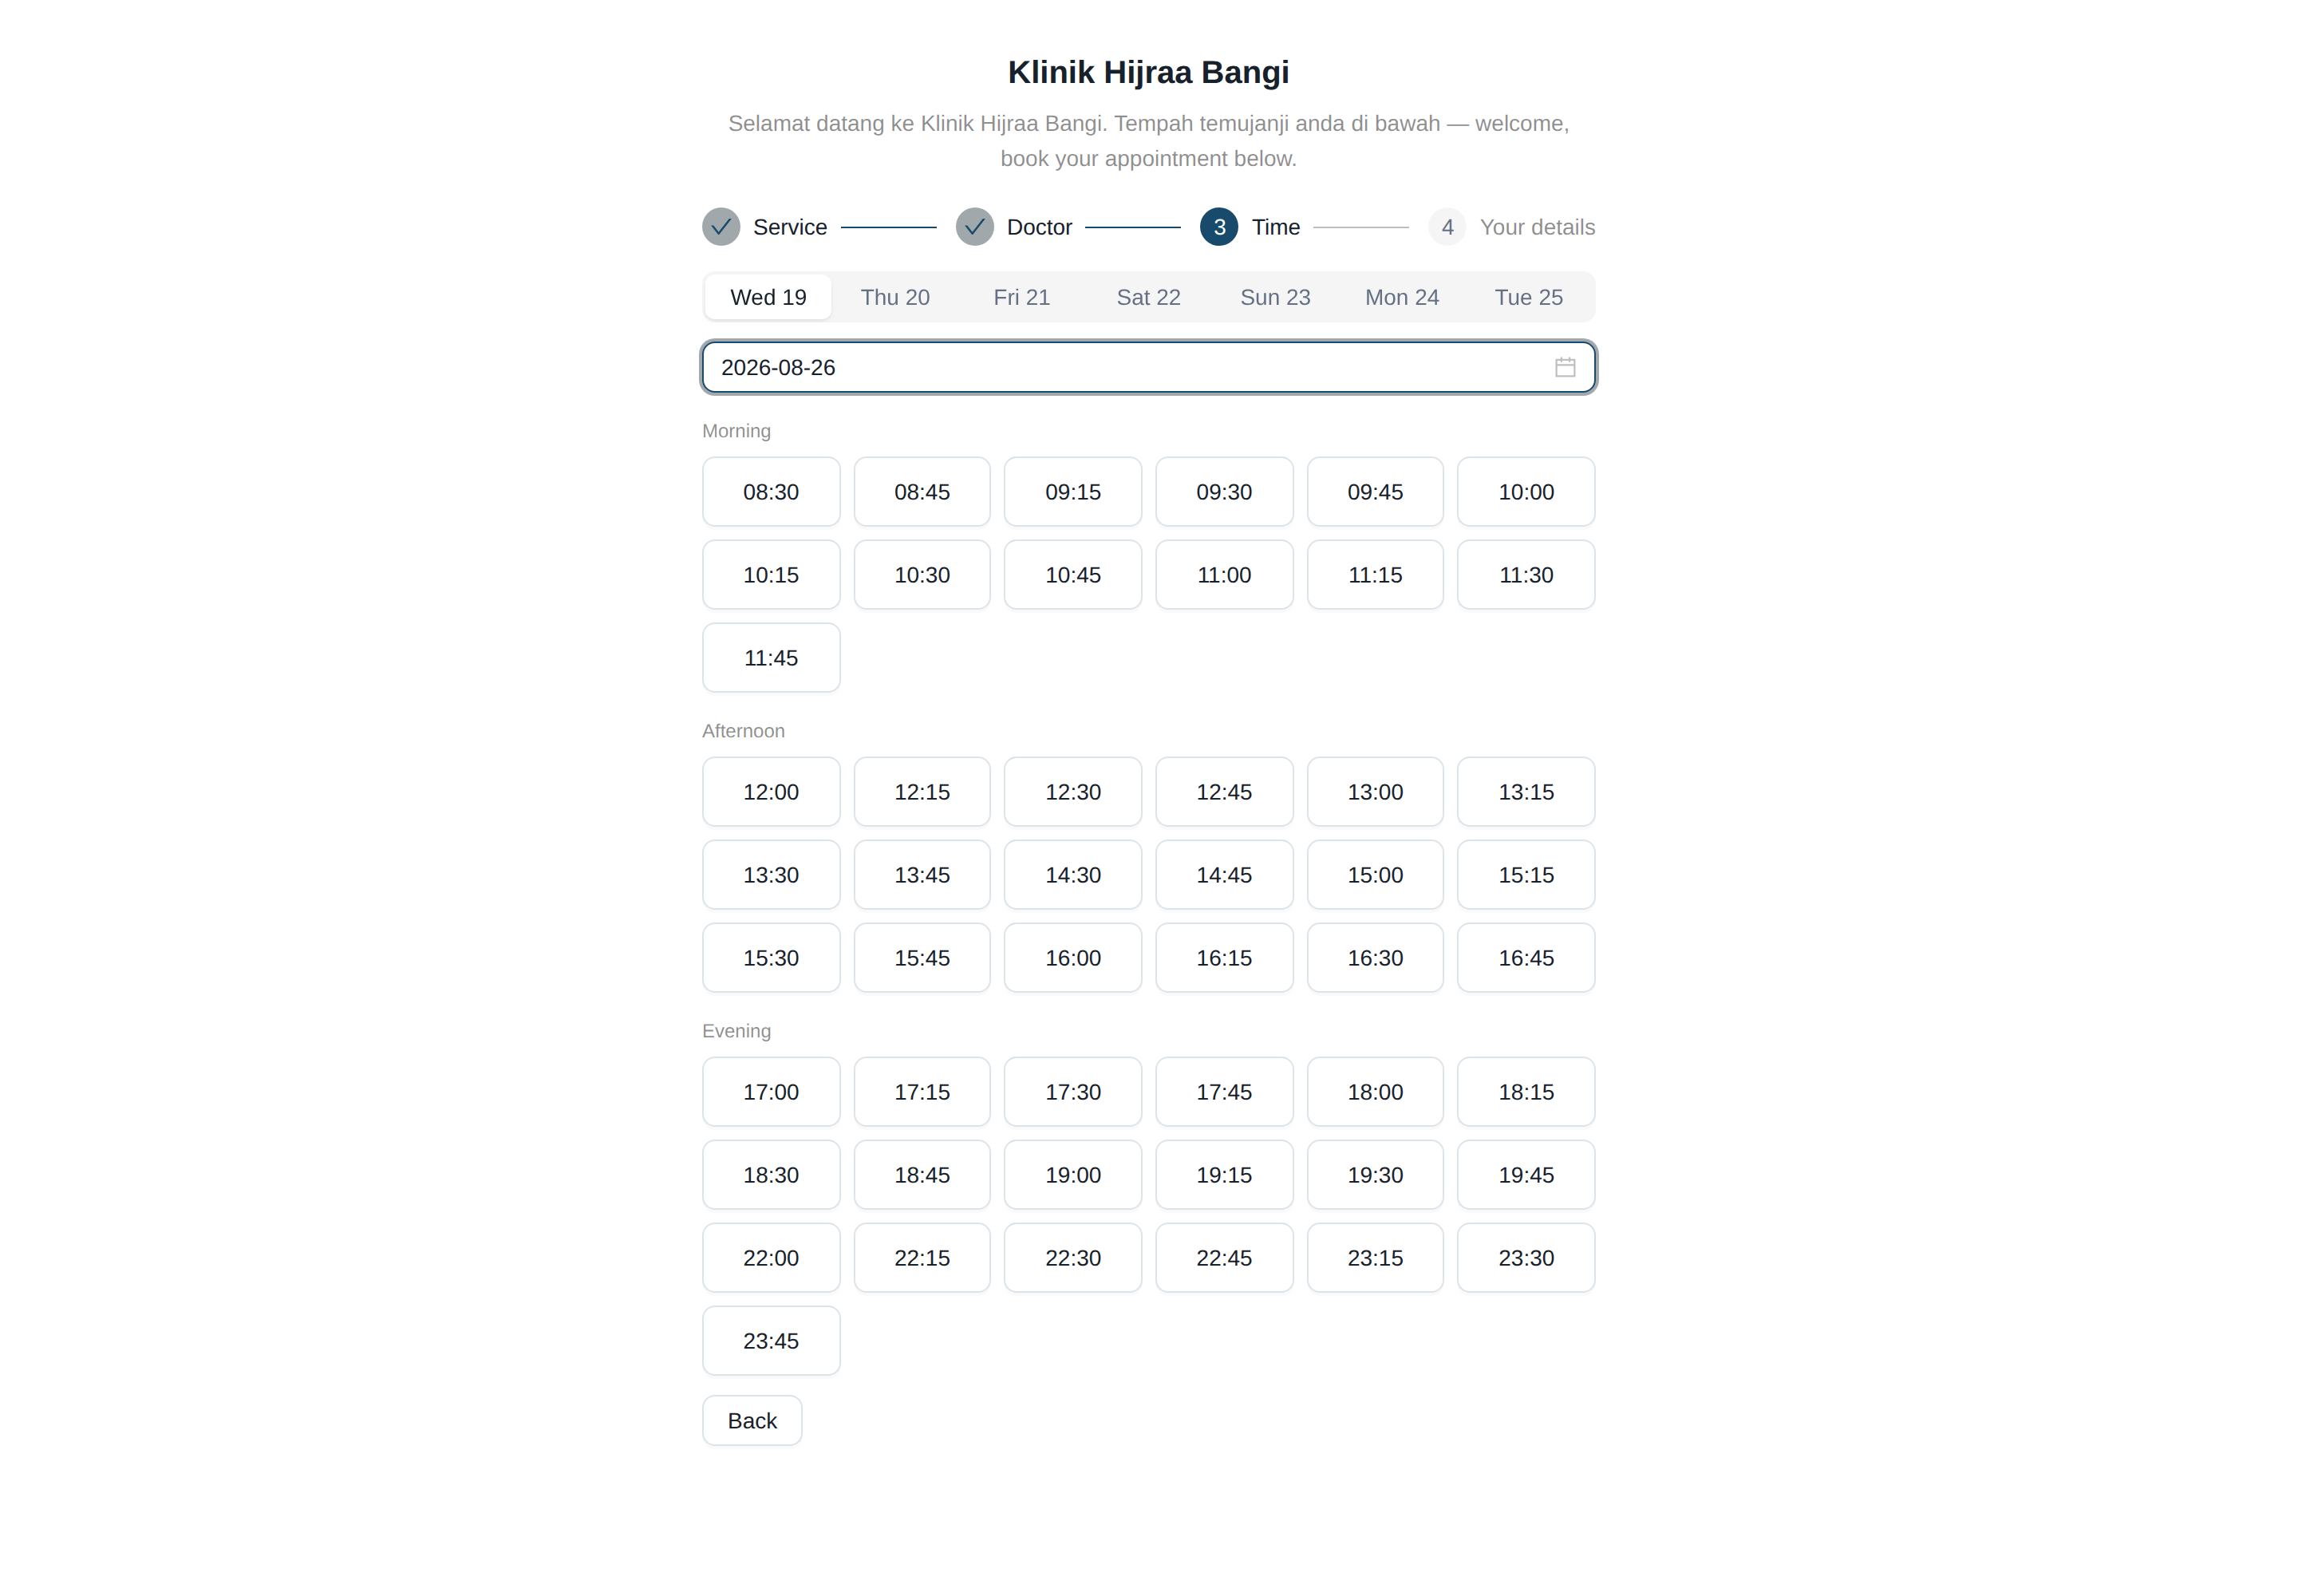 Klinik Hijraa Bangi
Selamat datang ke Klinik Hijraa Bangi. Tempah temujanji anda di bawah — welcome,
book your appointment below.
Service Doctor 3 Time 4 Your details
Wed 19 Thu 20 Fri 21 Sat 22 Sun 23 Mon 24 Tue 25
2026-08-26
Morning
08:30 08:45 09:15 09:30 09:45 10:00
10:15 10:30 10:45 11:00 11:15 11:30
11:45
Afternoon
12:00 12:15 12:30 12:45 13:00 13:15
13:30 13:45 14:30 14:45 15:00 15:15
15:30 15:45 16:00 16:15 16:30 16:45
Evening
17:00 17:15 17:30 17:45 18:00 18:15
18:30 18:45 19:00 19:15 19:30 19:45
22:00 22:15 22:30 22:45 23:15 23:30
23:45
Back